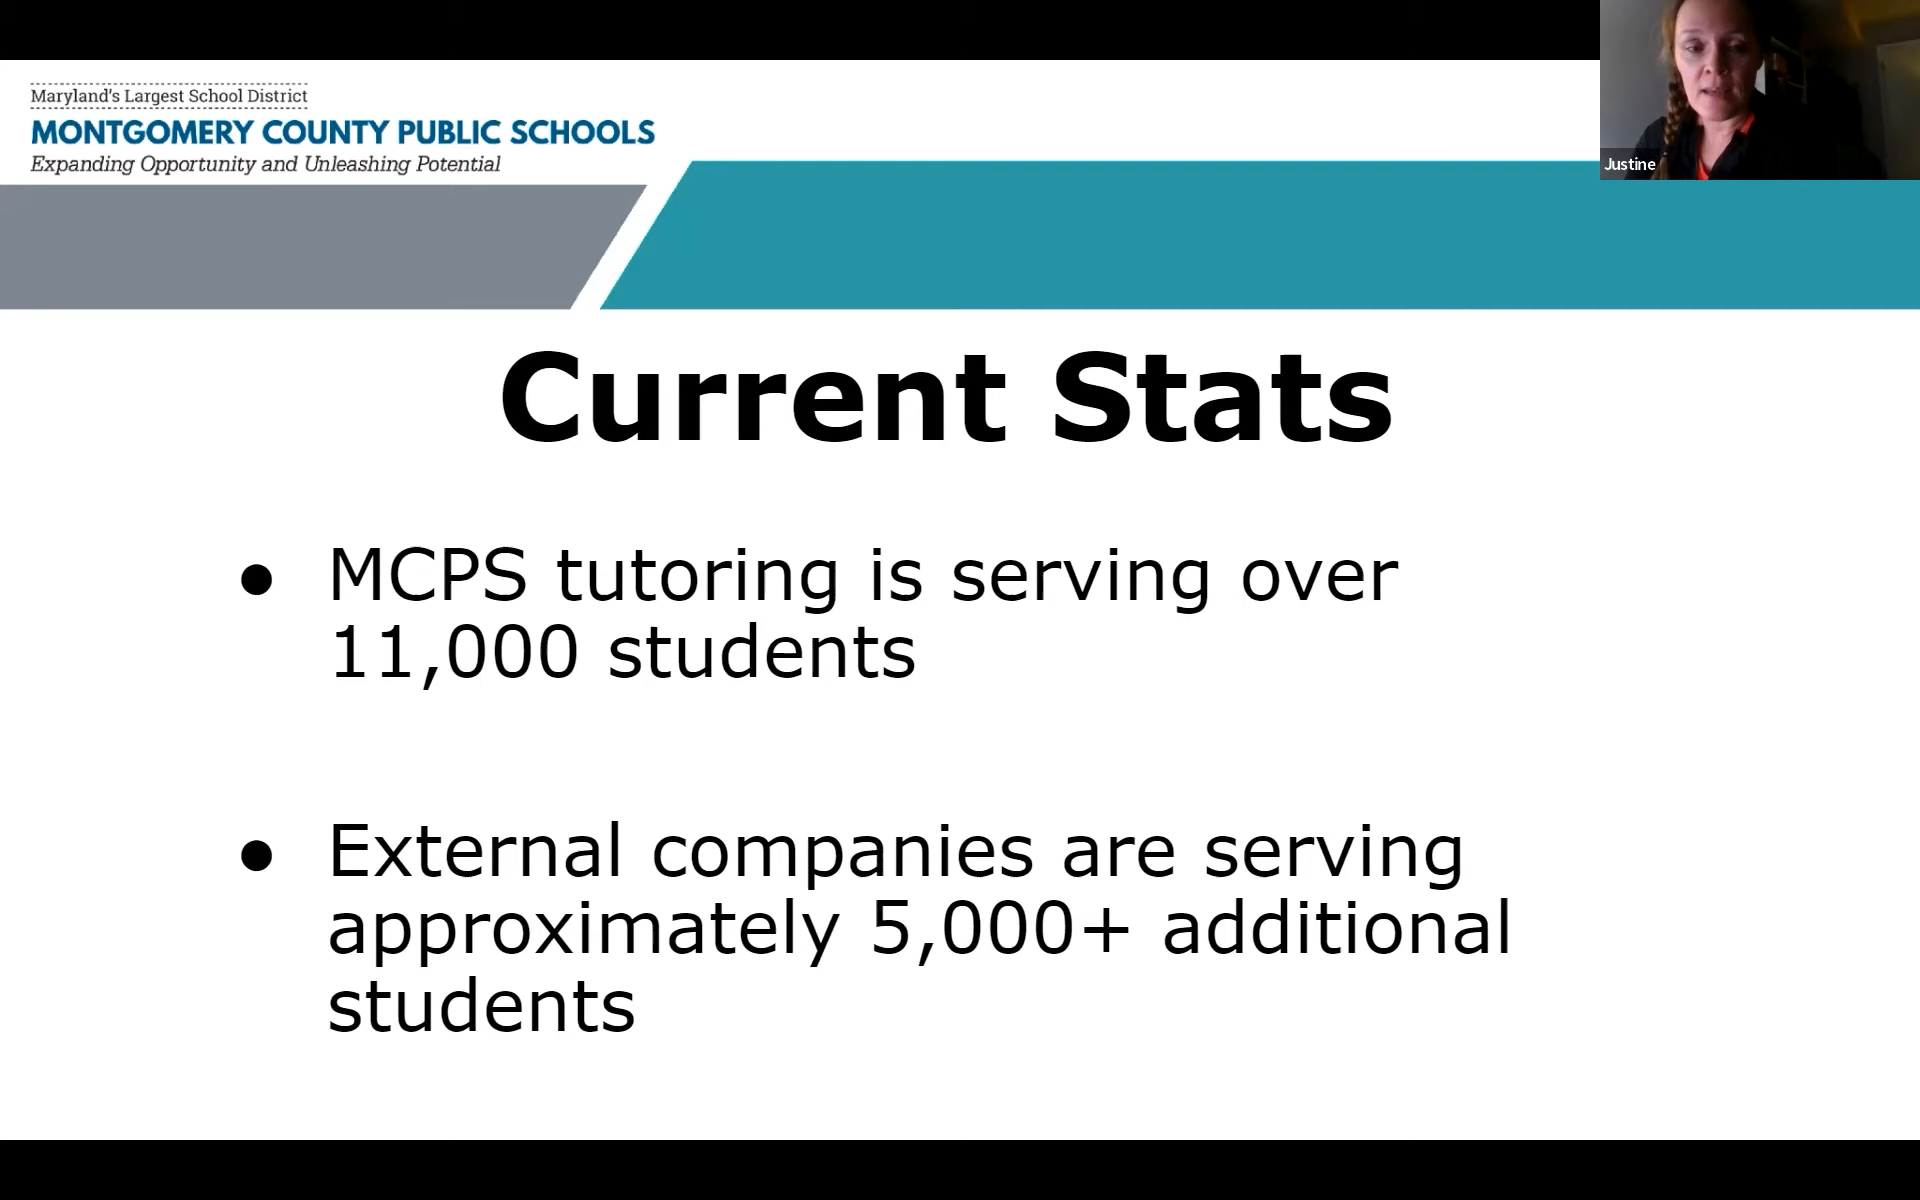 Maryland's Largest School District
MONTGOMERY COUNTY PUBLIC SCHOOLS
Expanding Opportunity and Unleashing Potential
Justine
Current Stats
● MCPS tutoring is serving over
11,000 students
● External companies are serving
approximately 5,000+ additional
students